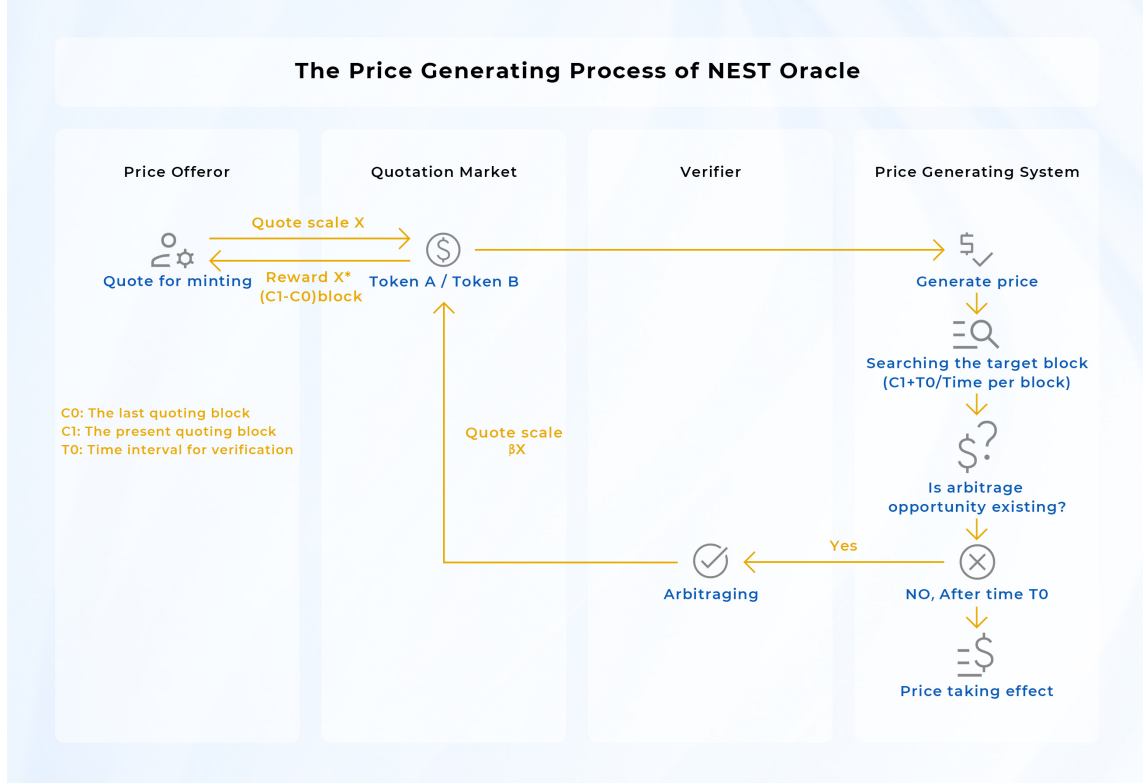 The Price Generating Process of NEST Oracle
Price Offeror
Quotation Market
Verifier
Price Generating System
Quote scale X
Quote for minting
Reward X*
(C1-C0)block
Token A / Token B
Generate price
Searching the target block
(C1+T0/Time per block)
C0: The last quoting block
C1: The present quoting block
T0: Time interval for verification
Quote scale
βX
Is arbitrage
opportunity existing?
Yes
Arbitraging
NO, After time T0
Price taking effect